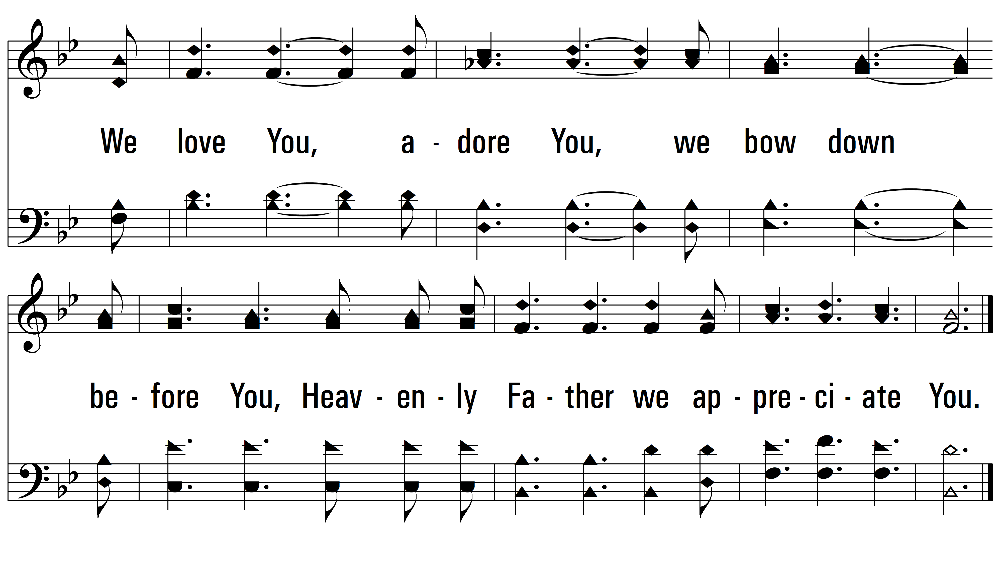 We love You, a - dore You, we bow down
be - fore You, Heav - en - ly Fa - ther we ap - pre - ci - ate You.